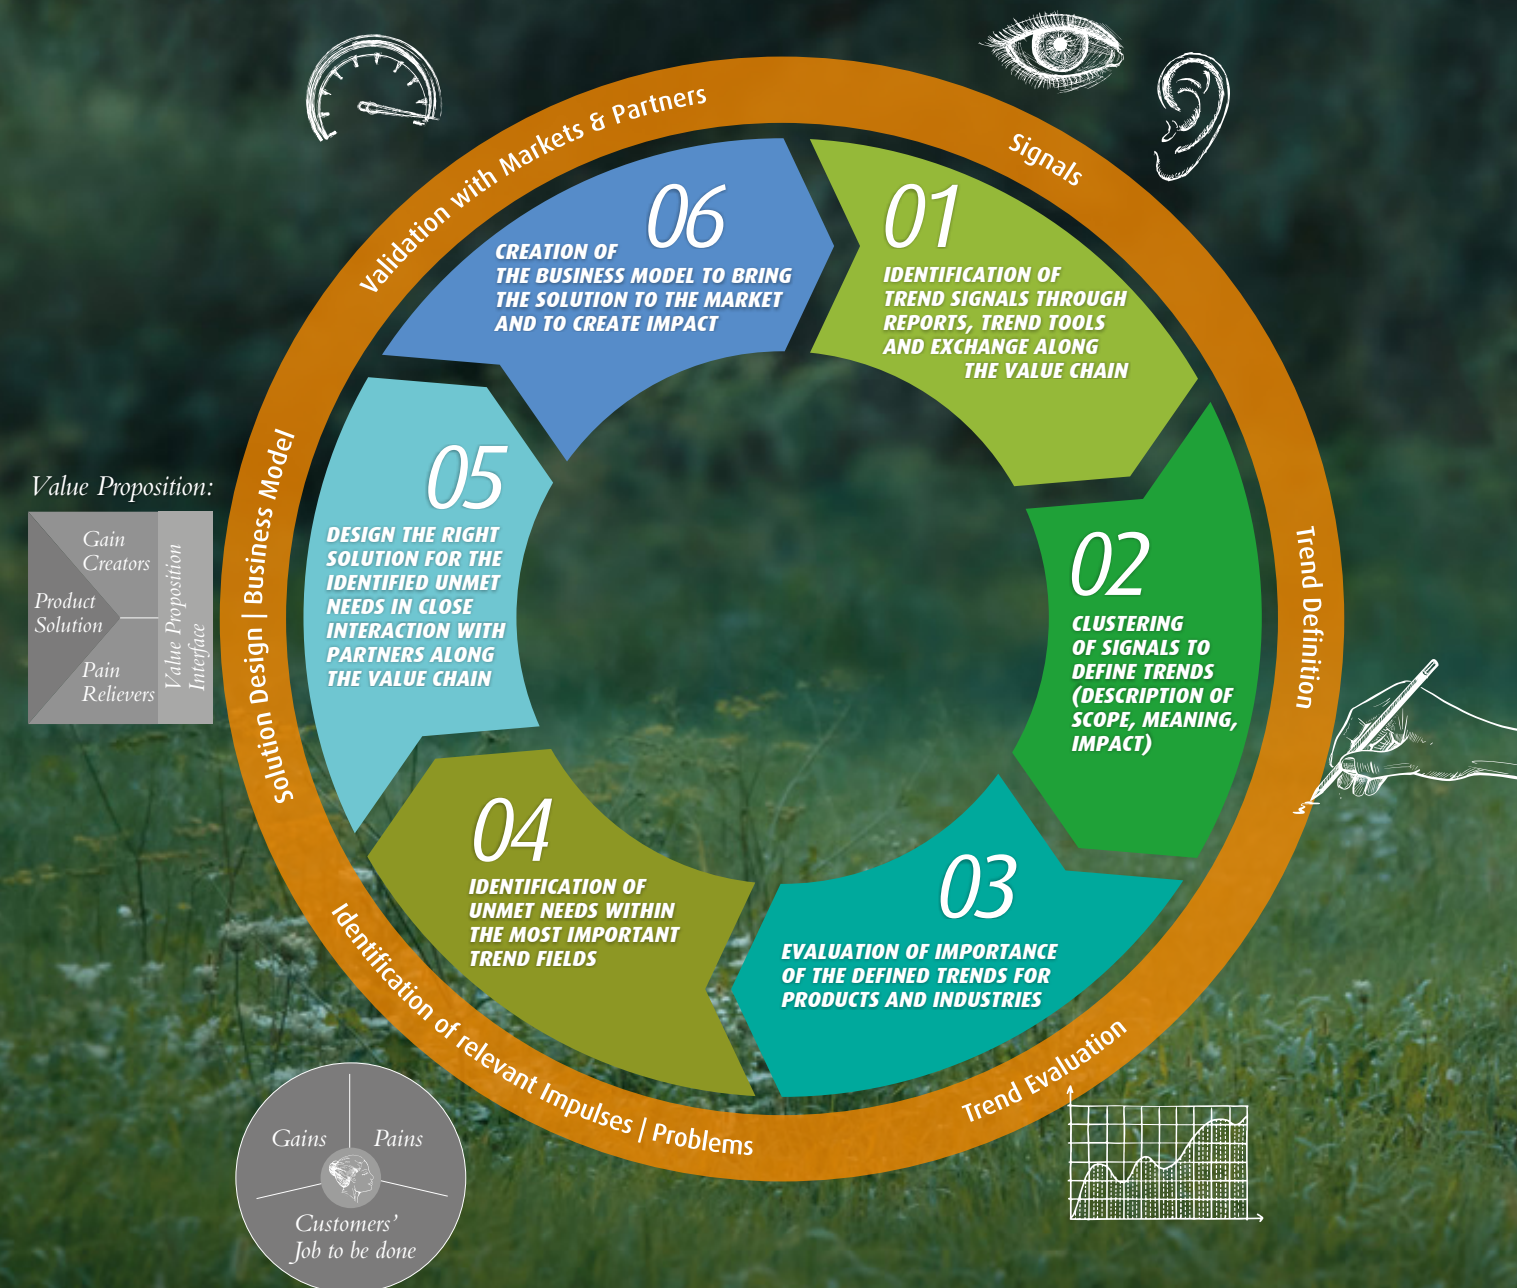 Validation with Markets & Partners
Signals
Trend Definition
Trend Evaluation
Identification of relevant Impulses | Problems
Solution Design | Business Model
01
IDENTIFICATION OF
TREND SIGNALS THROUGH
REPORTS, TREND TOOLS
AND EXCHANGE ALONG
THE VALUE CHAIN
02
CLUSTERING
OF SIGNALS TO
DEFINE TRENDS
(DESCRIPTION OF
SCOPE, MEANING,
IMPACT)
03
EVALUATION OF IMPORTANCE
OF THE DEFINED TRENDS FOR
PRODUCTS AND INDUSTRIES
04
IDENTIFICATION OF
UNMET NEEDS WITHIN
THE MOST IMPORTANT
TREND FIELDS
05
DESIGN THE RIGHT
SOLUTION FOR THE
IDENTIFIED UNMET
NEEDS IN CLOSE
INTERACTION WITH
PARTNERS ALONG
THE VALUE CHAIN
06
CREATION OF
THE BUSINESS MODEL TO BRING
THE SOLUTION TO THE MARKET
AND TO CREATE IMPACT
Value Proposition:
Gain
Creators
Product
Solution
Pain
Relievers
Value Proposition
Interface
Gains
Pains
Customers’
Job to be done